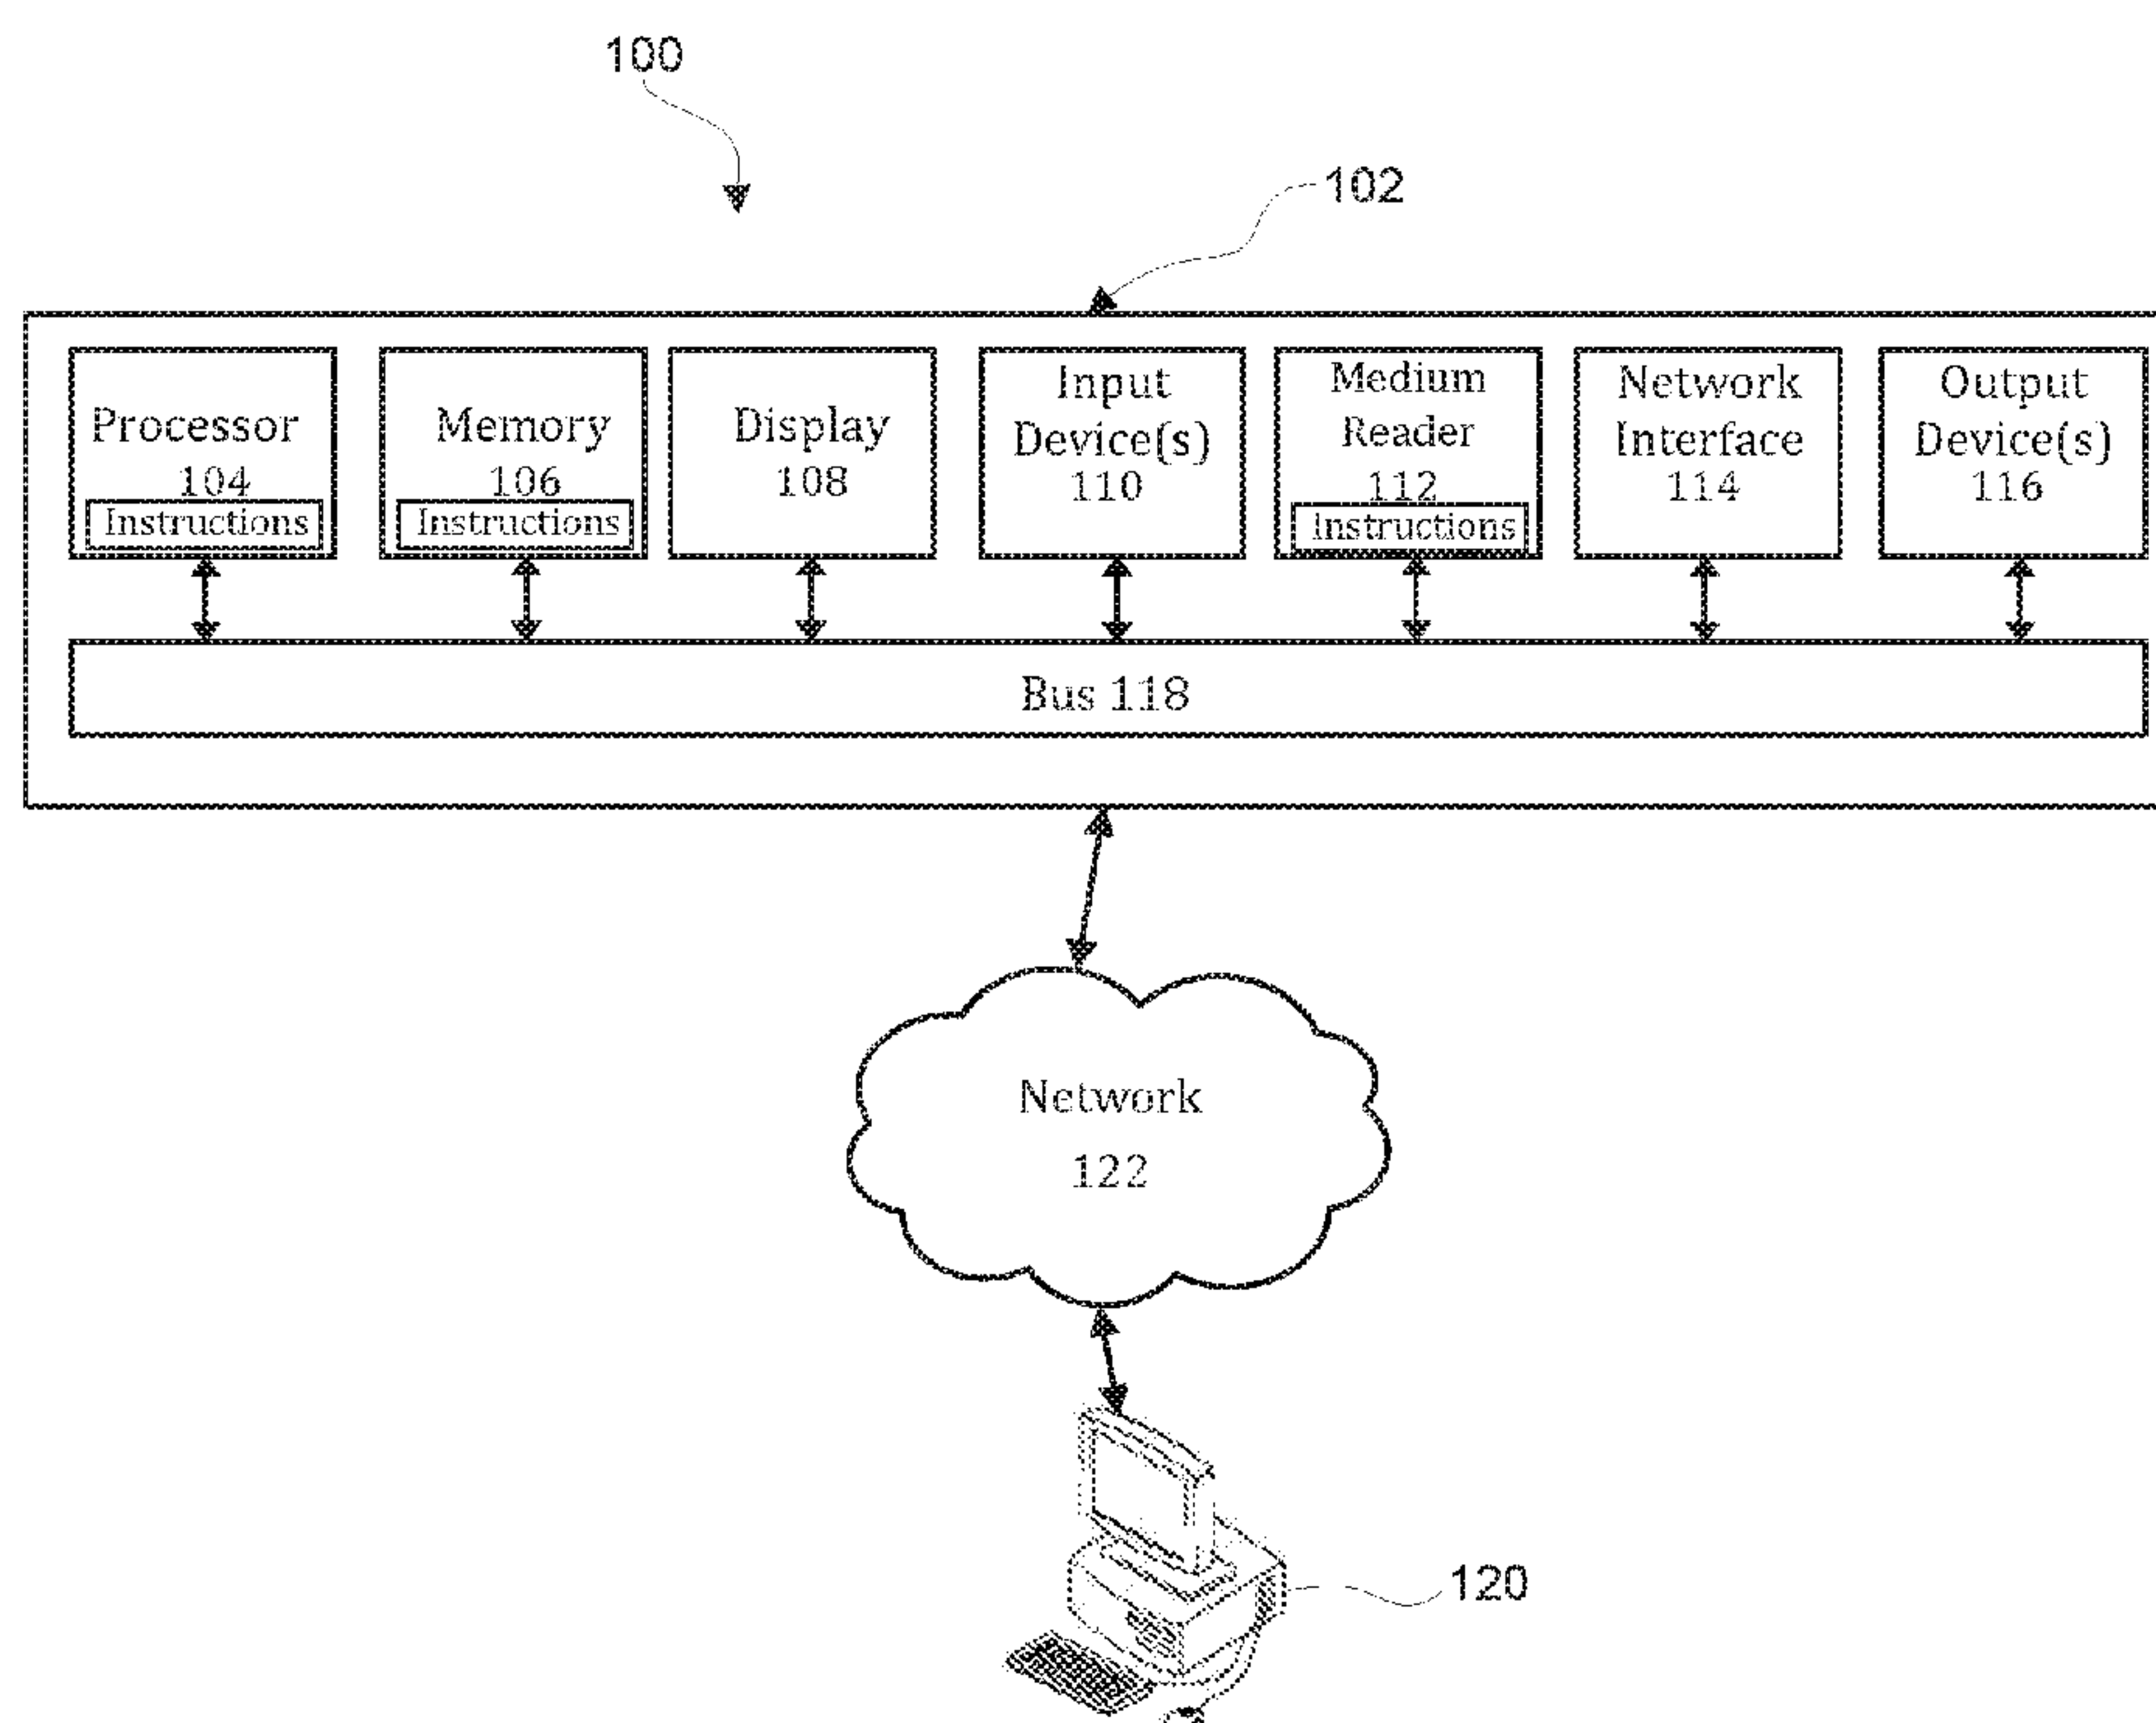 100
102
Processor
104
Instructions
Memory
106
Instructions
Display
108
Input
Device(s)
110
Medium
Reader
112
Instructions
Network
Interface
114
Output
Device(s)
116
Bus 118
Network
122
120